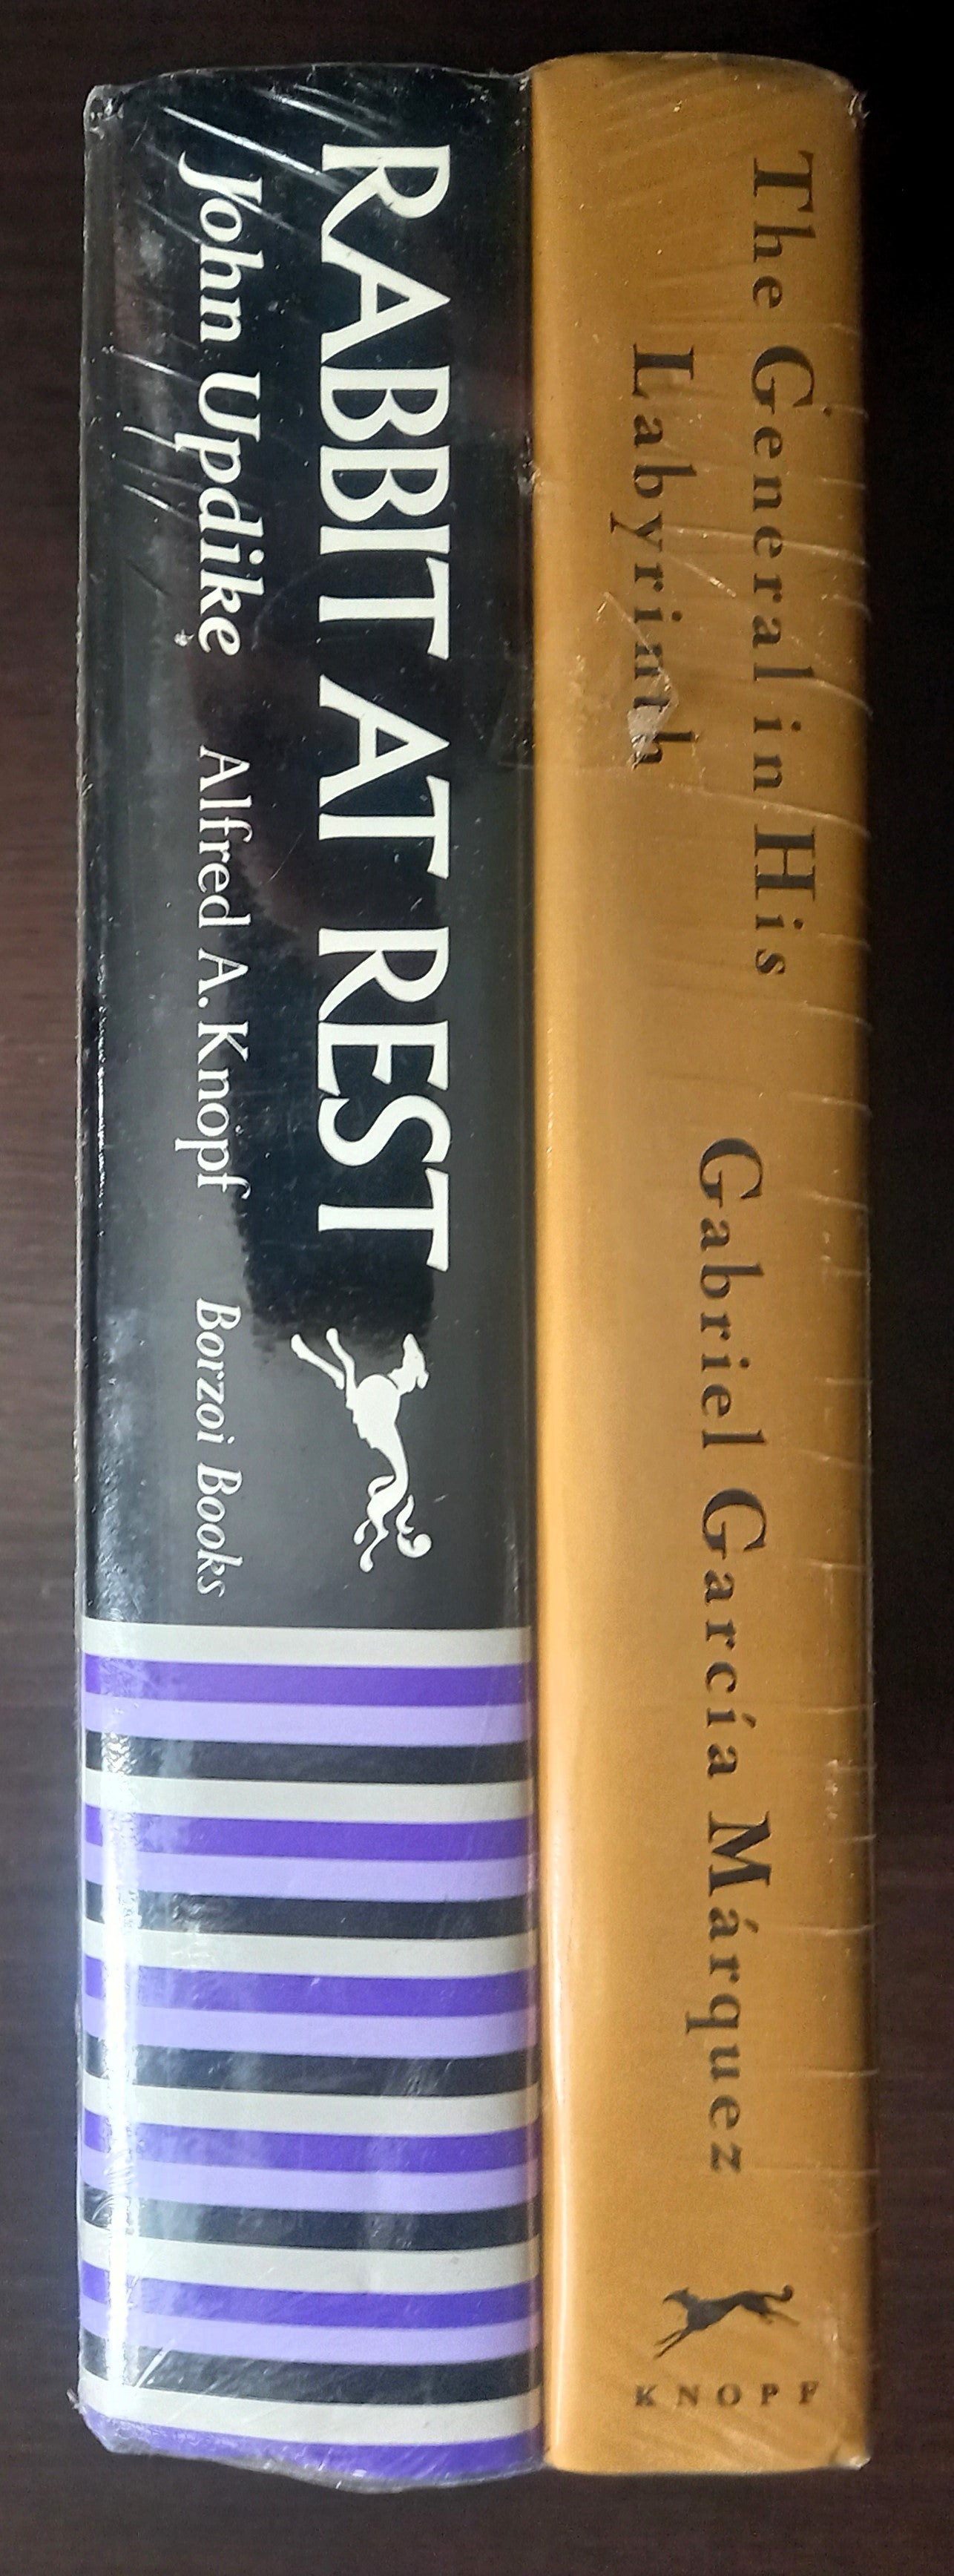 RABBIT AT REST
John Updike Alfred A. Knopf Borzoi Books
The General in His
Labyrinth
Gabriel García Márquez
KNOPF